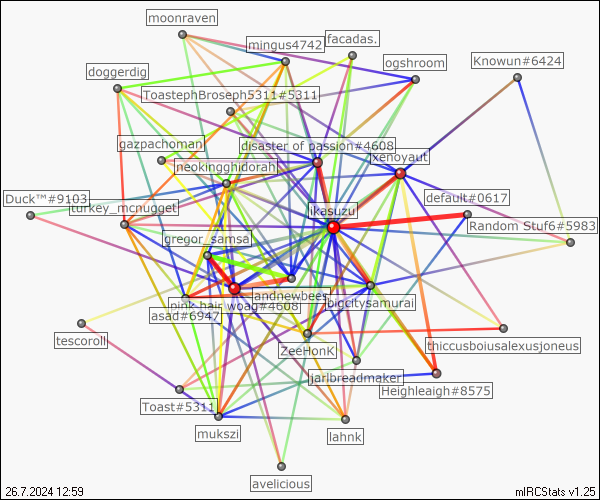 moonraven
mingus4742
facadas.
ogshroom
Knowun#6424
doggerdig
ToastephBroseph5311#5311
gazpachoman
disaster of passion#4608
xenoyaut
neokingghidorah
Duck™#9103
turkey_mcnugget
ikasuzu
default#0617
Random Stuf6#5983
gregor_samsa
pink hair woag#4608
andnewbees
bigcitysamurai
asad#6947
tescoroll
ZeeHonK
thiccusboiusalexusjoneus
jarlbreadmaker
Heighleaigh#8575
Toast#5311
mukszi
lahnk
avelicious
26.7.2024 12:59
mIRCStats v1.25